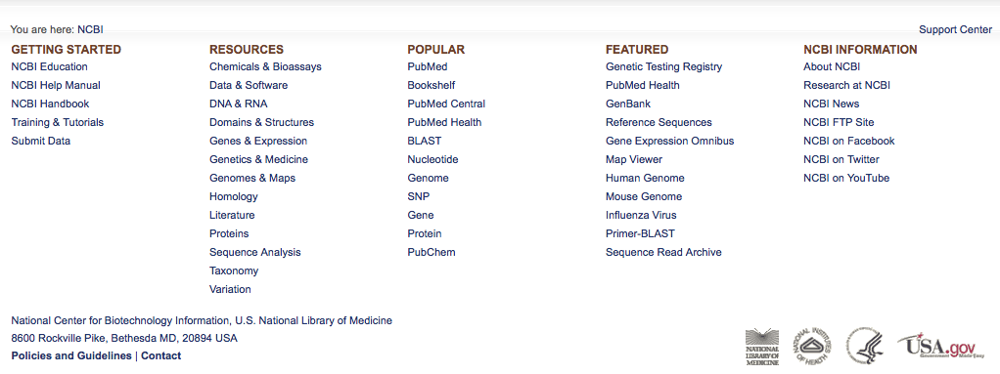 You are here: NCBI
Support Center
GETTING STARTED
NCBI Education
NCBI Help Manual
NCBI Handbook
Training & Tutorials
Submit Data
RESOURCES
Chemicals & Bioassays
Data & Software
DNA & RNA
Domains & Structures
Genes & Expression
Genetics & Medicine
Genomes & Maps
Homology
Literature
Proteins
Sequence Analysis
Taxonomy
Variation
POPULAR
PubMed
Bookshelf
PubMed Central
PubMed Health
BLAST
Nucleotide
Genome
SNP
Gene
Protein
PubChem
FEATURED
Genetic Testing Registry
PubMed Health
GenBank
Reference Sequences
Gene Expression Omnibus
Map Viewer
Human Genome
Mouse Genome
Influenza Virus
Primer-BLAST
Sequence Read Archive
NCBI INFORMATION
About NCBI
Research at NCBI
NCBI News
NCBI FTP Site
NCBI on Facebook
NCBI on Twitter
NCBI on YouTube
National Center for Biotechnology Information, U.S. National Library of Medicine
8600 Rockville Pike, Bethesda MD, 20894 USA
Policies and Guidelines | Contact
NATIONAL
LIBRARY OF
MEDICINE
NATIONAL INSTITUTES
OF HEALTH
USA.gov
Government Made Easy